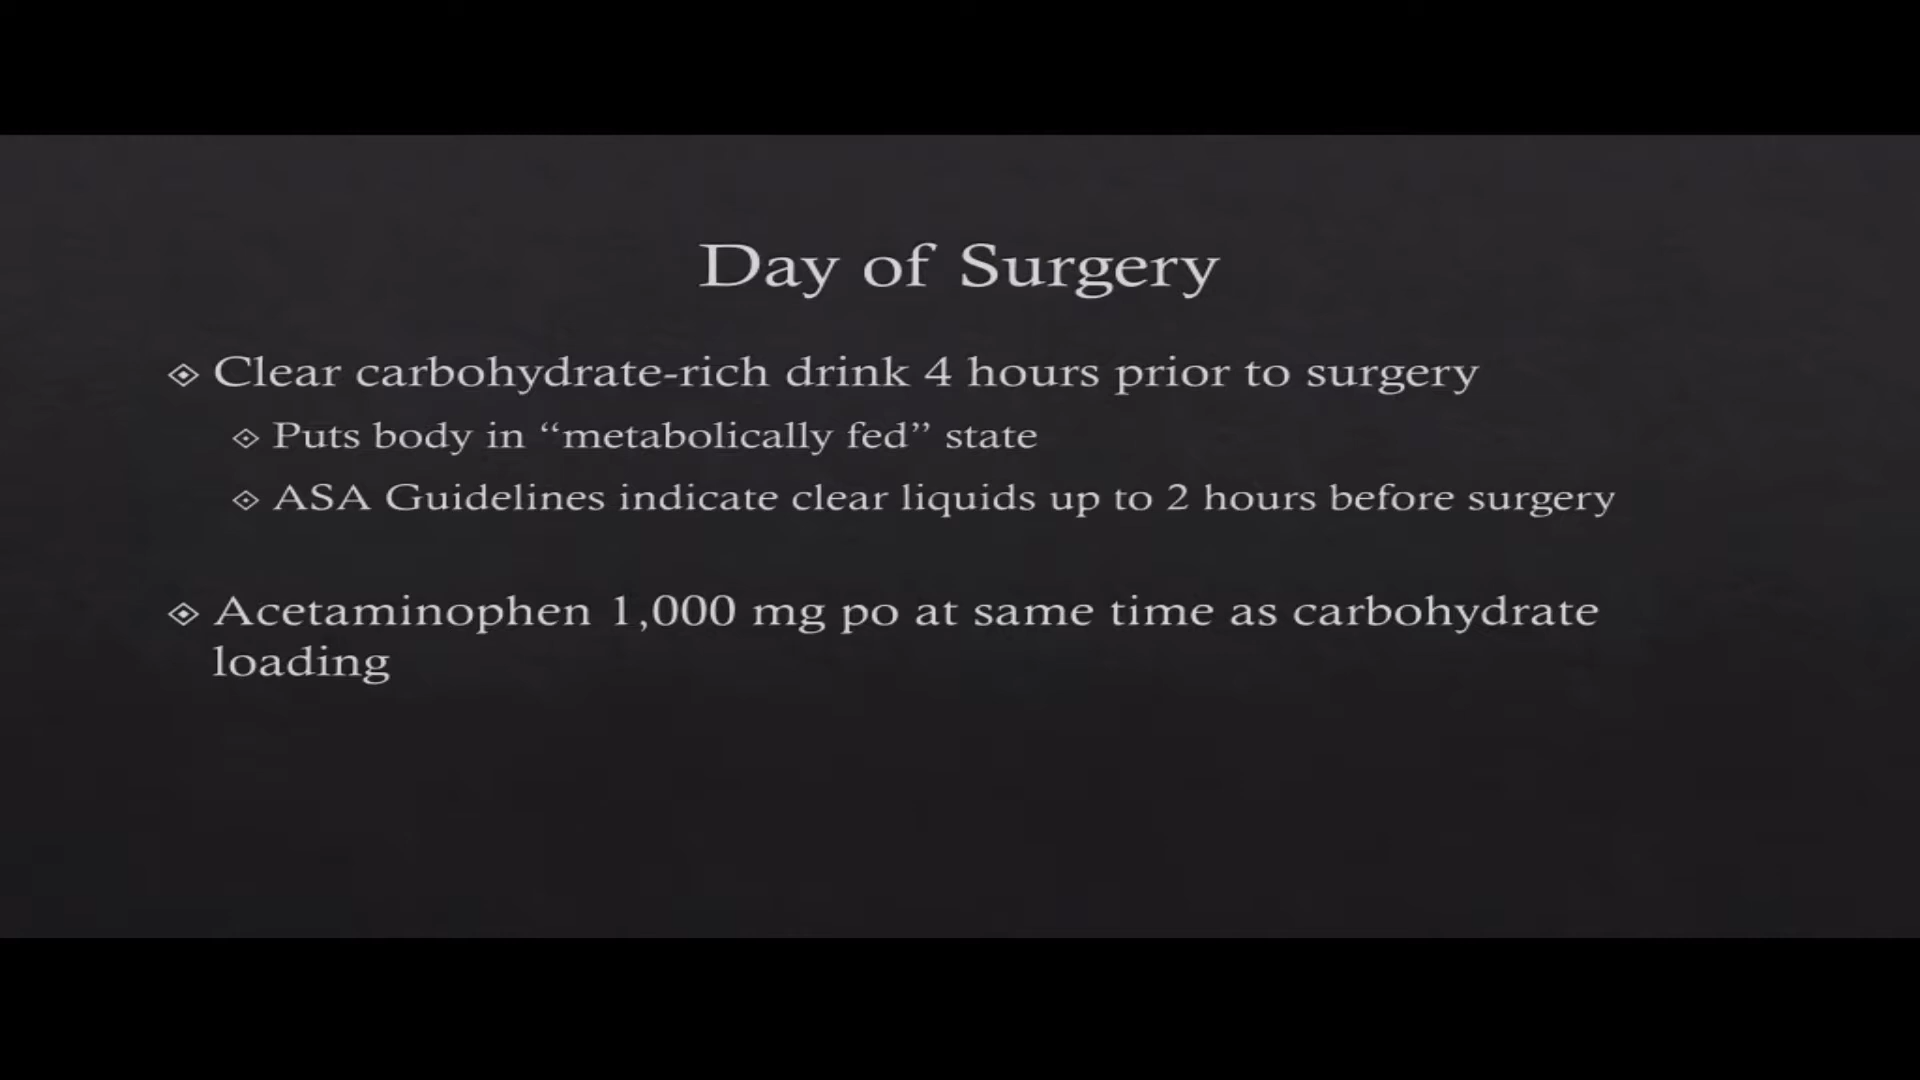 Day of Surgery
Clear carbohydrate-rich drink 4 hours prior to surgery
Puts body in “metabolically fed” state
ASA Guidelines indicate clear liquids up to 2 hours before surgery
Acetaminophen 1,000 mg po at same time as carbohydrate
loading